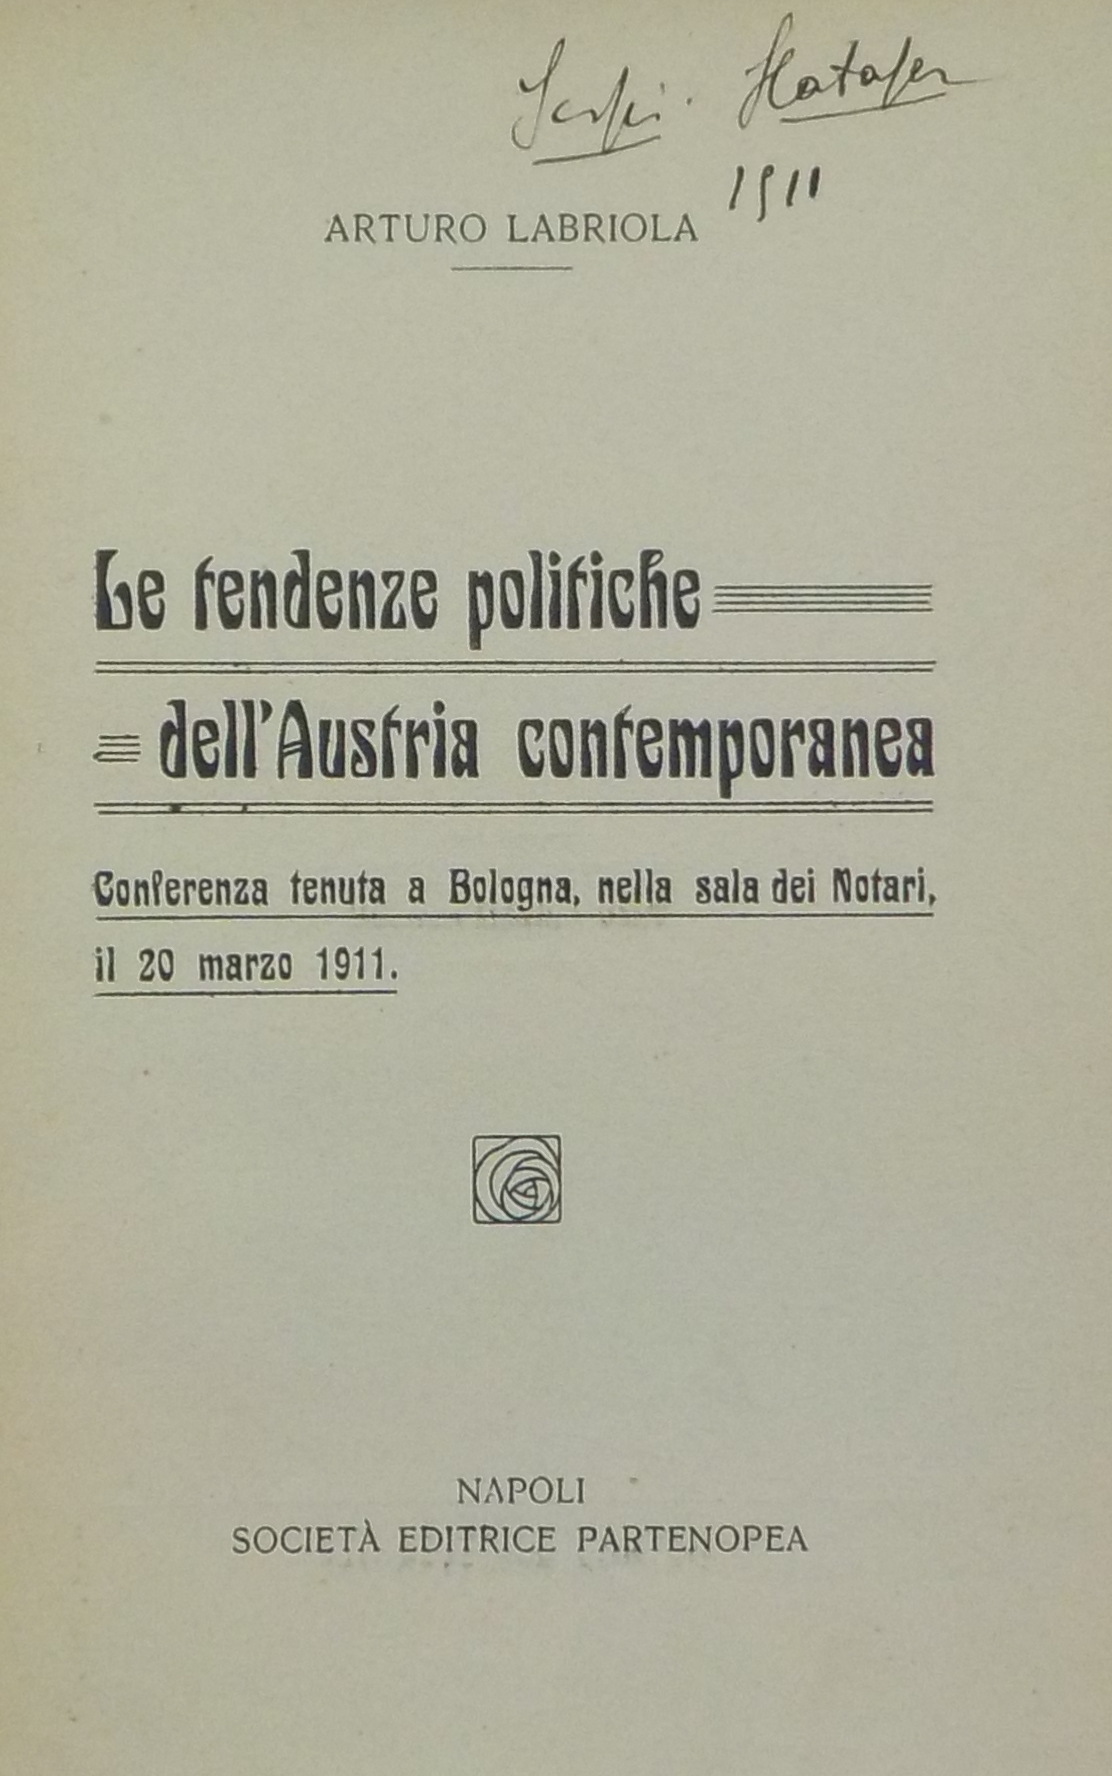 1911
ARTURO LABRIOLA
Le tendenze politiche
dell'Austria contemporanea
Conferenza tenuta a Bologna, nella sala dei Notari,
il 20 marzo 1911.
NAPOLI
SOCIETÀ EDITRICE PARTENOPEA